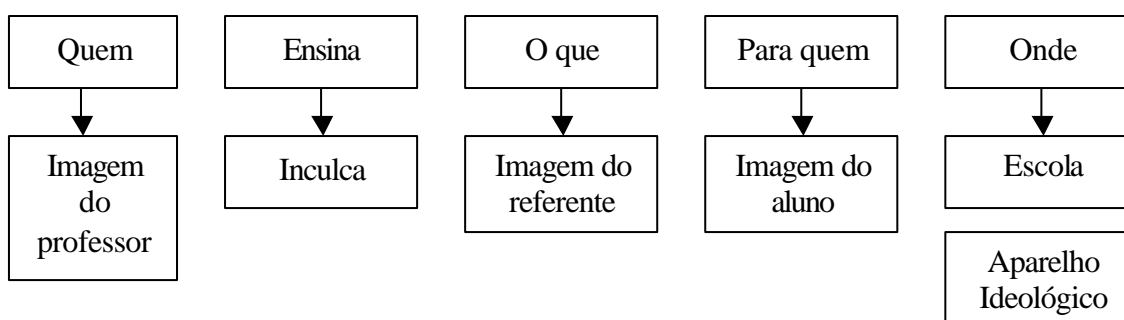 Quem
Ensina
O que
Para quem
Onde
Imagem
do
professor
Inculca
Imagem do
referente
Imagem do
aluno
Escola
Aparelho
Ideológico